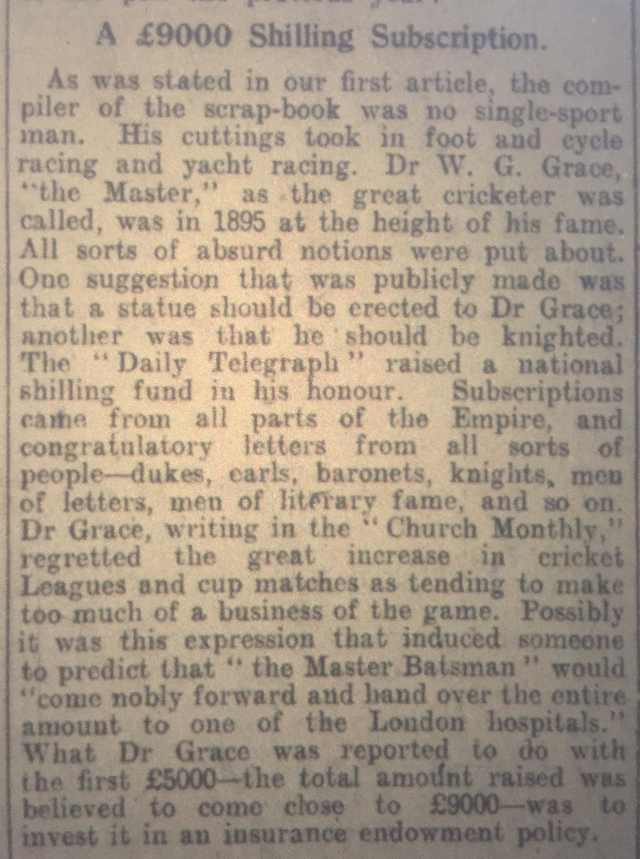 A £9000 Shilling Subscription.
As was stated in our first article, the com-
piler of the scrap-book was no single-sport
man. His cuttings took in foot and cycle
racing and yacht racing. Dr W. G. Grace,
"the Master," as the great cricketer was
called, was in 1895 at the height of his fame.
All sorts of absurd notions were put about.
One suggestion that was publicly made was
that a statue should be erected to Dr Grace;
another was that he should be knighted.
The "Daily Telegraph" raised a national
shilling fund in his honour. Subscriptions
came from all parts of the Empire, and
congratulatory letters from all sorts of
people—dukes, earls, baronets, knights, men
of letters, men of literary fame, and so on.
Dr Grace, writing in the "Church Monthly,"
regretted the great increase in cricket
Leagues and cup matches as tending to make
too much of a business of the game. Possibly
it was this expression that induced someone
to predict that "the Master Batsman" would
"come nobly forward and hand over the entire
amount to one of the London hospitals."
What Dr Grace was reported to do with
the first £5000—the total amount raised was
believed to come close to £9000—was to
invest it in an insurance endowment policy.